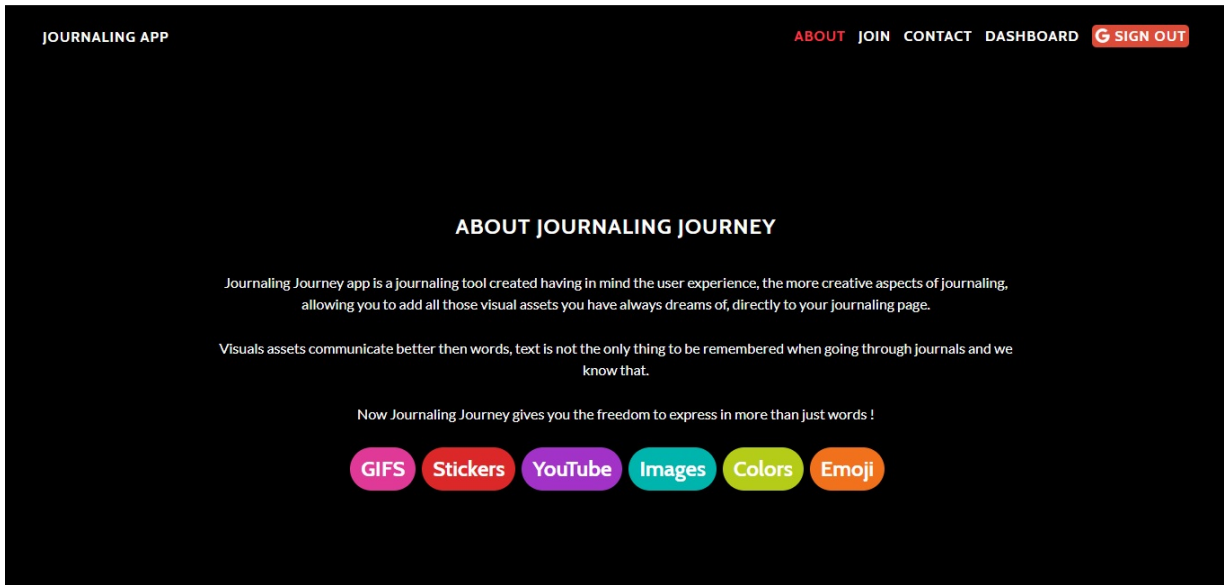 JOURNALING APP
ABOUT JOIN CONTACT DASHBOARD G SIGN OUT
ABOUT JOURNALING JOURNEY
Journaling Journey app is a journaling tool created having in mind the user experience, the more creative aspects of journaling,
allowing you to add all those visual assets you have always dreams of, directly to your journaling page.
Visuals assets communicate better then words, text is not the only thing to be remembered when going through journals and we
know that.
Now Journaling Journey gives you the freedom to express in more than just words !
GIFS Stickers YouTube Images Colors Emoji